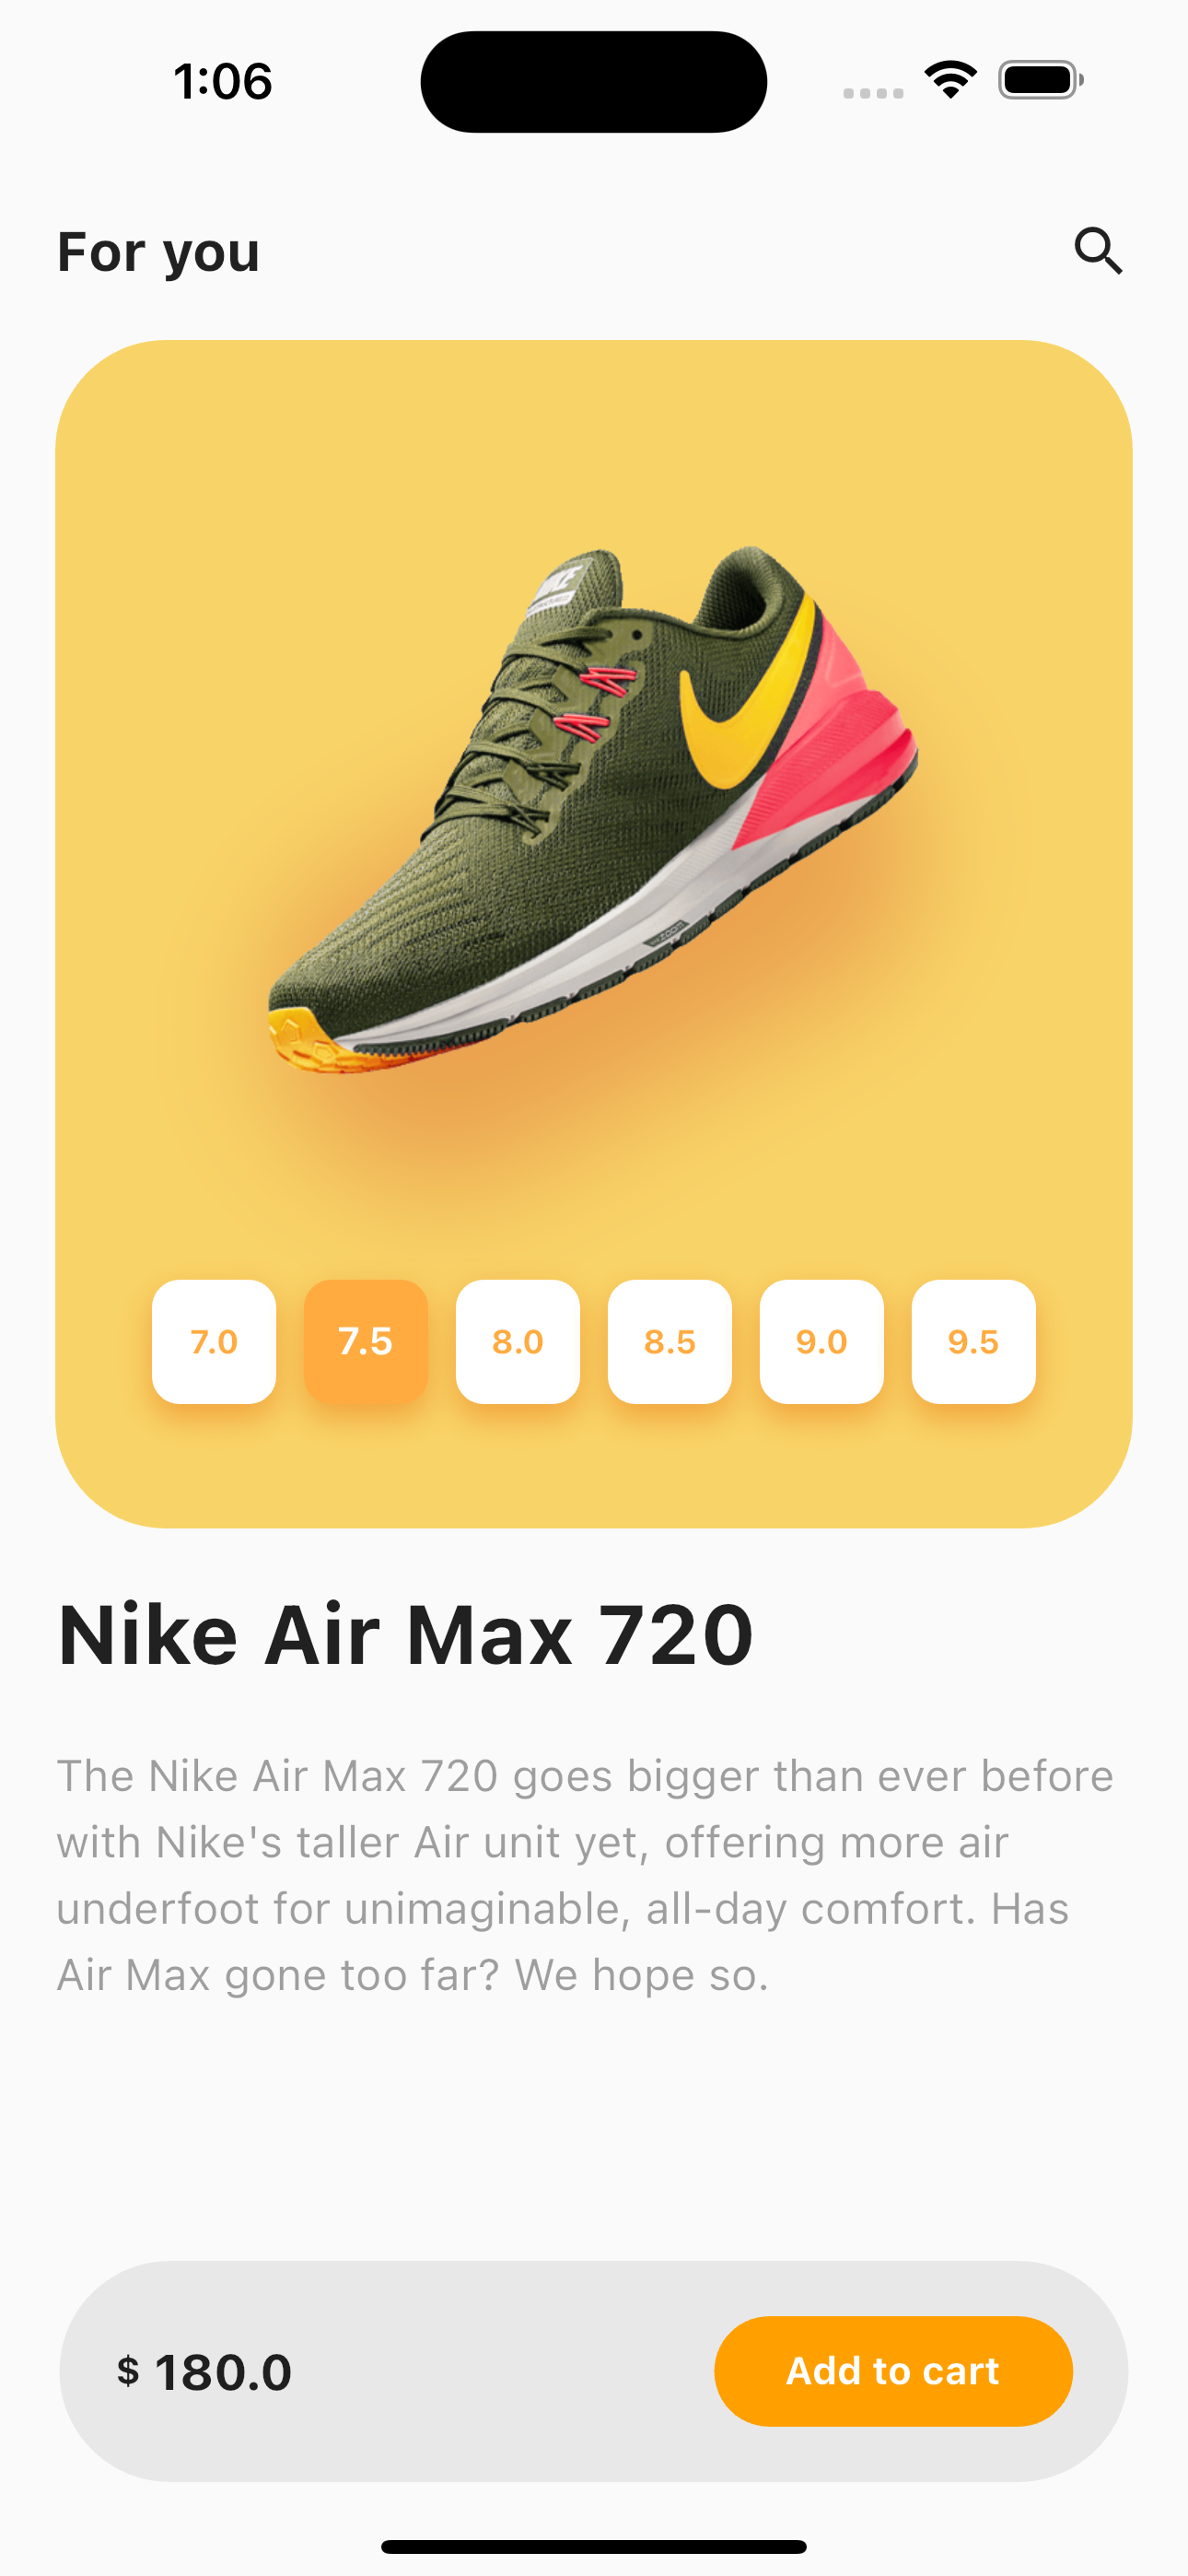 1:06
For you
NIKE
7.0 7.5 8.0 8.5 9.0 9.5
Nike Air Max 720
The Nike Air Max 720 goes bigger than ever before
with Nike's taller Air unit yet, offering more air
underfoot for unimaginable, all-day comfort. Has
Air Max gone too far? We hope so.
$ 180.0 Add to cart